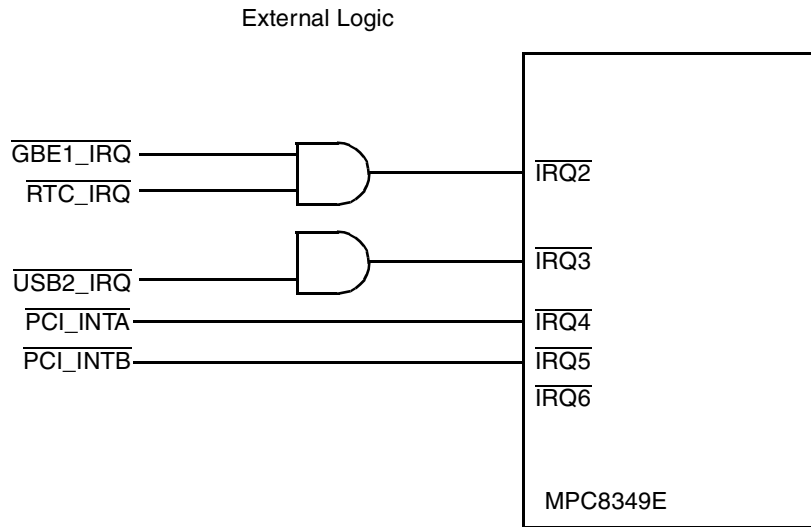 External Logic
GBE1_IRQ
RTC_IRQ
IRQ2
USB2_IRQ
IRQ3
PCI_INTA
IRQ4
PCI_INTB
IRQ5
IRQ6
MPC8349E